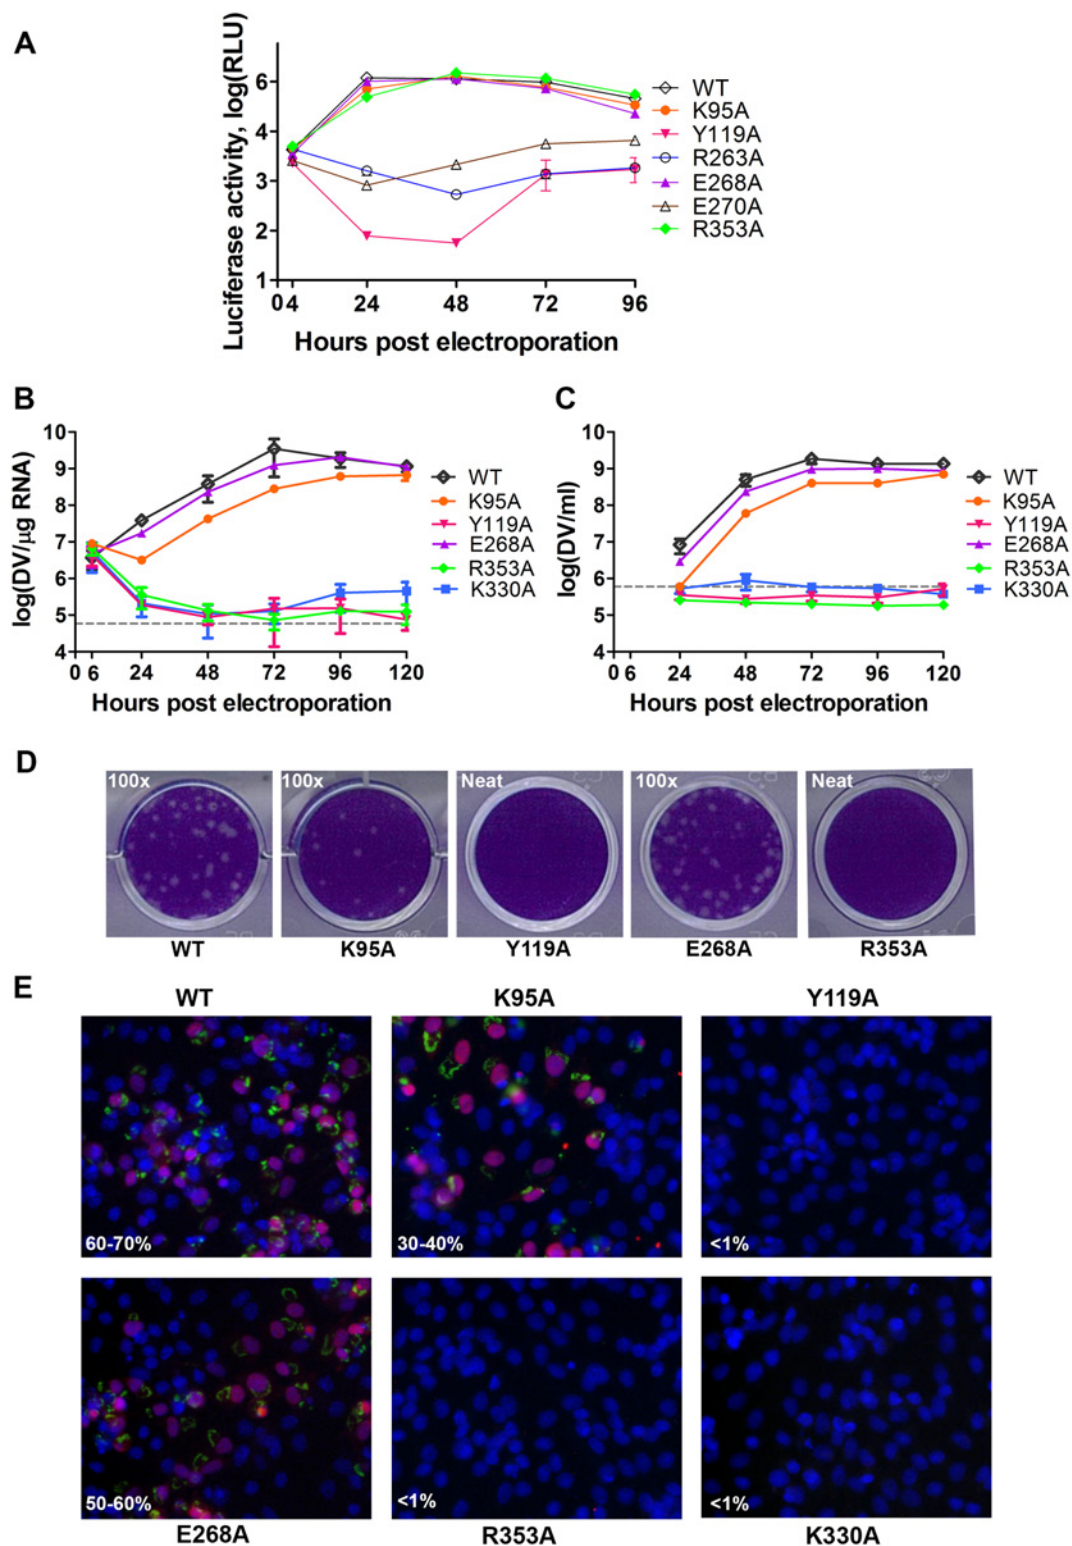 A
Luciferase activity, log(RLU)
6
4
3
2
1
0 4 24 48 72 96
Hours post electroporation
WT
K95A
Y119A
R263A
E268A
E270A
R353A
B
log(DV/µg RNA)
10
9
8
7
6
5
4
0 6 24 48 72 96 120
Hours post electroporation
WT
K95A
Y119A
E268A
R353A
K330A
C
log(DV/ml)
10
9
8
7
6
5
4
0 6 24 48 72 96 120
Hours post electroporation
WT
K95A
Y119A
E268A
R353A
K330A
D
100x 100x Neat 100x Neat
WT K95A Y119A E268A R353A
E
WT K95A Y119A
60-70% 30-40% <1%
50-60% <1% <1%
E268A R353A K330A